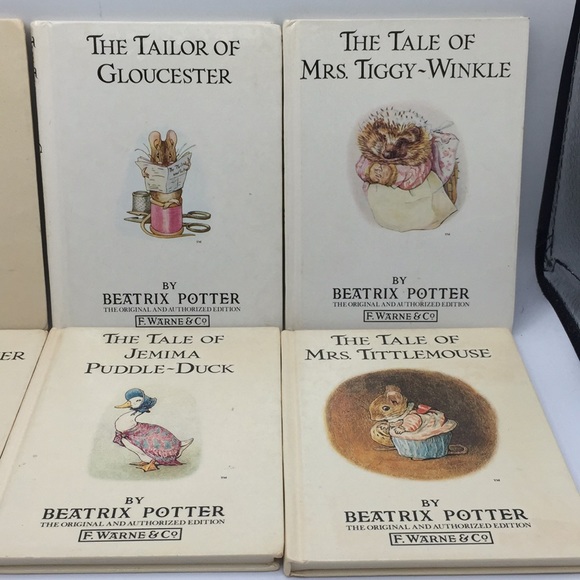 THE TAILOR OF
GLOUCESTER
BY
BEATRIX POTTER
THE ORIGINAL AND AUTHORIZED EDITION
F. WARNE & Co
THE TALE OF
MRS. TIGGY-WINKLE
BY
BEATRIX POTTER
THE ORIGINAL AND AUTHORIZED EDITION
F. WARNE & Co
ER
THE TALE OF
JEMIMA
PUDDLE-DUCK
BY
BEATRIX POTTER
THE ORIGINAL AND AUTHORIZED EDITION
F. WARNE & Co
THE TALE OF
MRS. TITTLEMOUSE
BY
BEATRIX POTTER
THE ORIGINAL AND AUTHORIZED EDITION
F. WARNE & Co